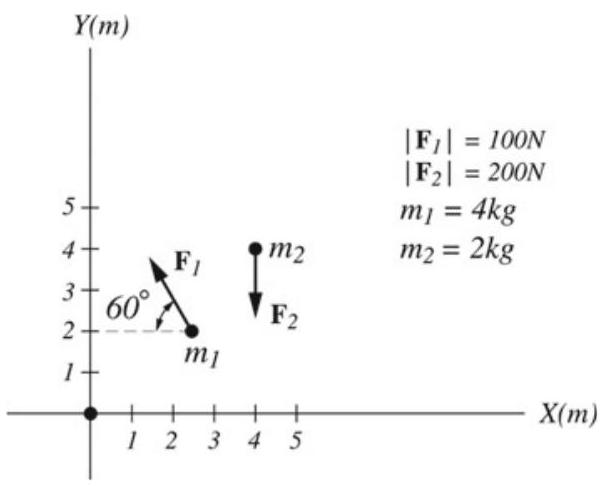 Y(m)
|F₁| = 100N
|F₂| = 200N
m₁ = 4kg
m₂ = 2kg
5
4
3
2
1
F₁
m₂
60°
F₂
m₁
X(m)
1 2 3 4 5